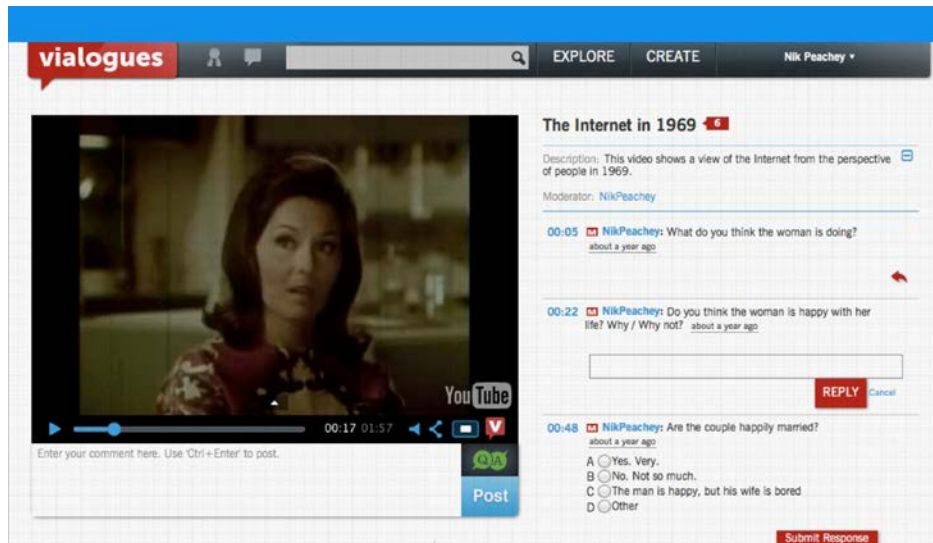 vialogues
EXPLORE CREATE Nik Peachey
The Internet in 1969 6
Description: This video shows a view of the Internet from the perspective
of people in 1969.
Moderator: NikPeachey
00:05 M NikPeachey: What do you think the woman is doing?
about a year ago
00:22 M NikPeachey: Do you think the woman is happy with her
life? Why / Why not? about a year ago
REPLY Cancel
00:48 M NikPeachey: Are the couple happily married?
about a year ago
A Yes. Very.
B No. Not so much.
C The man is happy, but his wife is bored
D Other
Submit Response
YouTube
00:17 01:57 V
Enter your comment here. Use 'Ctrl+Enter' to post.
Q A
Post